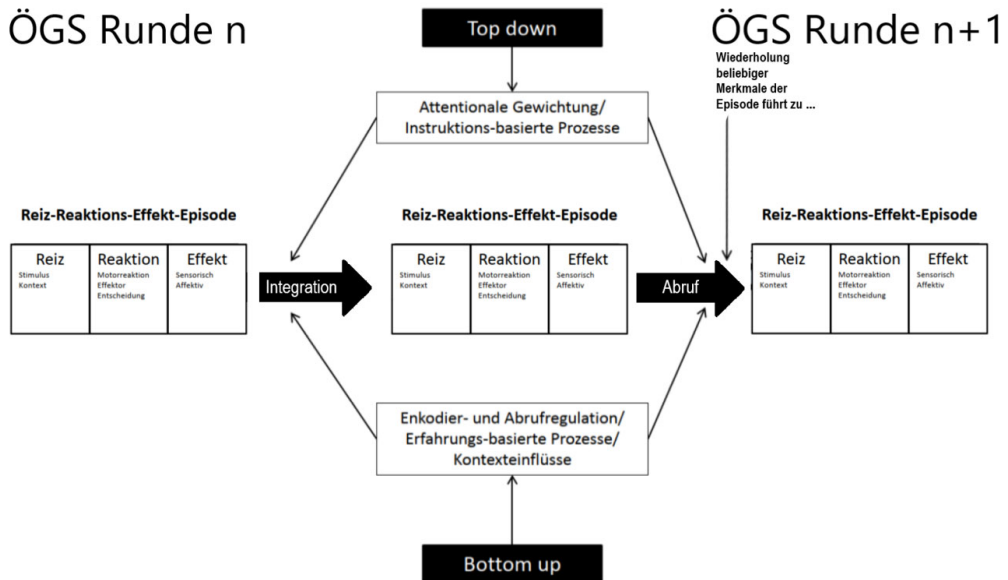 ÖGS Runde n
Top down
ÖGS Runde n+1
Wiederholung
beliebiger
Merkmale der
Episode führt zu ...
Attentionale Gewichtung/
Instruktions-basierte Prozesse
Reiz-Reaktions-Effekt-Episode
Reiz
Stimulus
Kontext
Reaktion
Motorreaktion
Effektor
Entscheidung
Effekt
Sensorisch
Affektiv
Integration
Reiz-Reaktions-Effekt-Episode
Reiz
Stimulus
Kontext
Reaktion
Motorreaktion
Effektor
Entscheidung
Effekt
Sensorisch
Affektiv
Abruf
Reiz-Reaktions-Effekt-Episode
Reiz
Stimulus
Kontext
Reaktion
Motorreaktion
Effektor
Entscheidung
Effekt
Sensorisch
Affektiv
Enkodier- und Abrufregulation/
Erfahrungs-basierte Prozesse/
Kontexteinflüsse
Bottom up